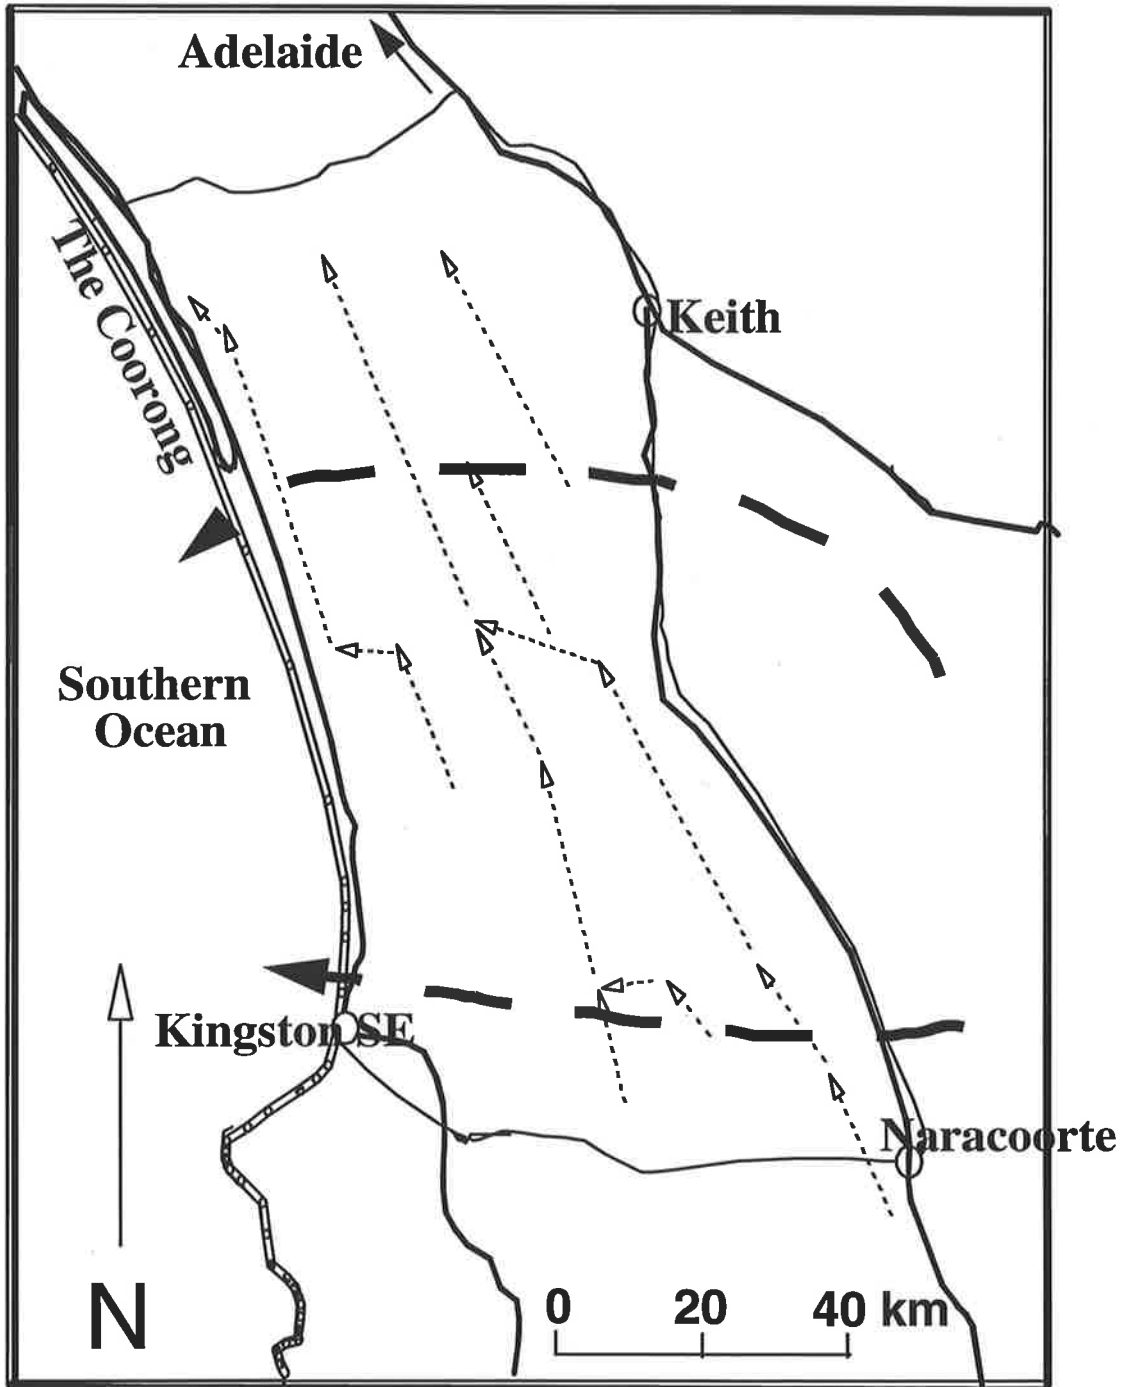 Adelaide
The Coorong
Keith
Southern
Ocean
Kingston SE
Naracoorte
N
0 20 40 km